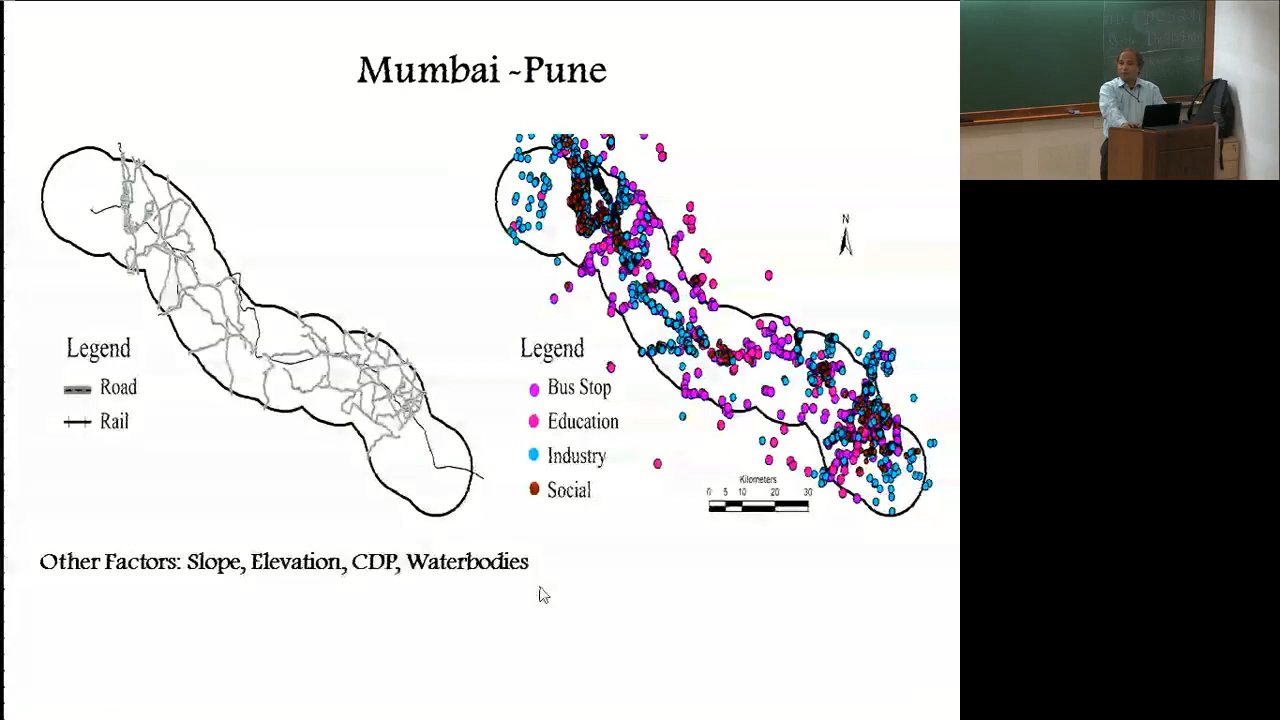 Mumbai -Pune
Legend
Road
Rail
N
Legend
Bus Stop
Education
Industry
Social
Kilometers
0 5 10 20 30
Other Factors: Slope, Elevation, CDP, Waterbodies